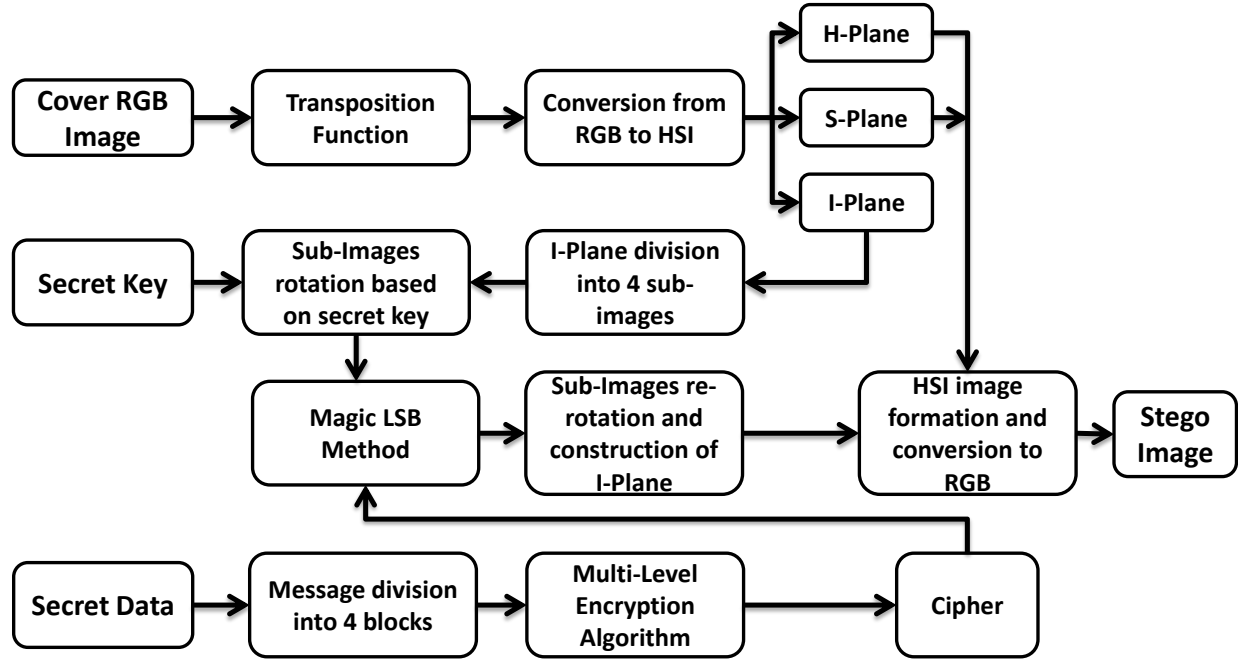 H-Plane
Cover RGB
Image
Transposition
Function
Conversion from
RGB to HSI
S-Plane
I-Plane
Secret Key
Sub-Images
rotation based
on secret key
I-Plane division
into 4 sub-
images
Magic LSB
Method
Sub-Images re-
rotation and
construction of
I-Plane
HSI image
formation and
conversion to
RGB
Stego
Image
Secret Data
Message division
into 4 blocks
Multi-Level
Encryption
Algorithm
Cipher